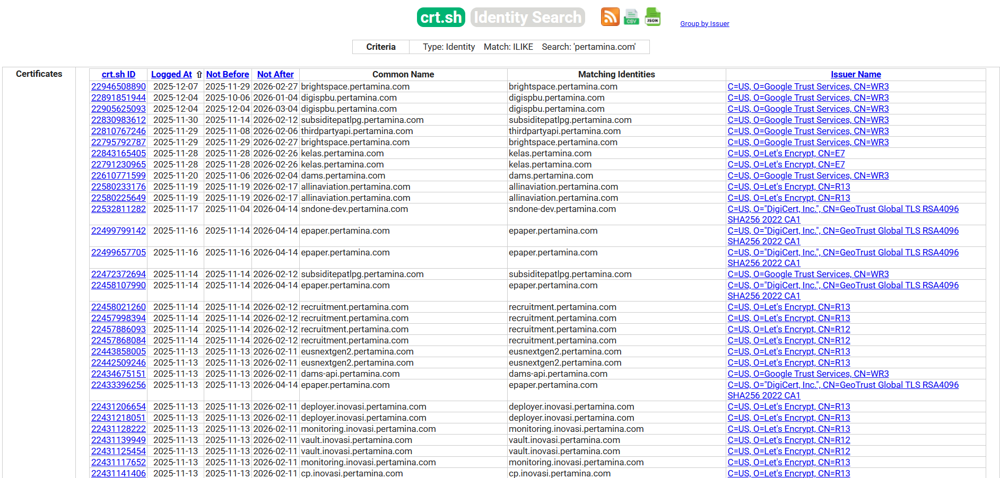 crt.sh Identity Search CSV JSON Group by Issuer
Criteria Type: Identity Match: ILIKE Search: 'pertamina.com'
Certificates crt.sh ID Logged At ⇧ Not Before Not After Common Name Matching Identities Issuer Name
22946508890 2025-12-07 2025-11-29 2026-02-27 brightspace.pertamina.com brightspace.pertamina.com C=US, O=Google Trust Services, CN=WR3
22891851944 2025-12-04 2025-10-06 2026-01-04 digispbu.pertamina.com digispbu.pertamina.com C=US, O=Google Trust Services, CN=WR3
22905625093 2025-12-04 2025-12-04 2026-03-04 digispbu.pertamina.com digispbu.pertamina.com C=US, O=Google Trust Services, CN=WR3
22830983612 2025-11-30 2025-11-14 2026-02-12 subsiditepatlpg.pertamina.com subsiditepatlpg.pertamina.com C=US, O=Google Trust Services, CN=WR3
22810767246 2025-11-29 2025-11-08 2026-02-06 thirdpartyapi.pertamina.com thirdpartyapi.pertamina.com C=US, O=Google Trust Services, CN=WR3
22795792787 2025-11-29 2025-11-29 2026-02-27 brightspace.pertamina.com brightspace.pertamina.com C=US, O=Google Trust Services, CN=WR3
22843165405 2025-11-28 2025-11-28 2026-02-26 kelas.pertamina.com kelas.pertamina.com C=US, O=Let's Encrypt, CN=E7
22791230965 2025-11-28 2025-11-28 2026-02-26 kelas.pertamina.com kelas.pertamina.com C=US, O=Let's Encrypt, CN=E7
22610771599 2025-11-20 2025-11-06 2026-02-04 dams.pertamina.com dams.pertamina.com C=US, O=Google Trust Services, CN=WR3
22580233176 2025-11-19 2025-11-19 2026-02-17 allinaviation.pertamina.com allinaviation.pertamina.com C=US, O=Let's Encrypt, CN=R13
22580225649 2025-11-19 2025-11-19 2026-02-17 allinaviation.pertamina.com allinaviation.pertamina.com C=US, O=Let's Encrypt, CN=R13
22532811282 2025-11-17 2025-11-04 2026-04-14 sndone-dev.pertamina.com sndone-dev.pertamina.com C=US, O="DigiCert, Inc.", CN=GeoTrust Global TLS RSA4096
SHA256 2022 CA1
22499799142 2025-11-16 2025-11-14 2026-04-14 epaper.pertamina.com epaper.pertamina.com C=US, O="DigiCert, Inc.", CN=GeoTrust Global TLS RSA4096
SHA256 2022 CA1
22499657705 2025-11-16 2025-11-16 2026-04-14 epaper.pertamina.com epaper.pertamina.com C=US, O="DigiCert, Inc.", CN=GeoTrust Global TLS RSA4096
SHA256 2022 CA1
22472372694 2025-11-14 2025-11-14 2026-02-12 subsiditepatlpg.pertamina.com subsiditepatlpg.pertamina.com C=US, O=Google Trust Services, CN=WR3
22458107990 2025-11-14 2025-11-14 2026-04-14 epaper.pertamina.com epaper.pertamina.com C=US, O="DigiCert, Inc.", CN=GeoTrust Global TLS RSA4096
SHA256 2022 CA1
22458021260 2025-11-14 2025-11-14 2026-02-12 recruitment.pertamina.com recruitment.pertamina.com C=US, O=Let's Encrypt, CN=R13
22457998394 2025-11-14 2025-11-14 2026-02-12 recruitment.pertamina.com recruitment.pertamina.com C=US, O=Let's Encrypt, CN=R13
22457886093 2025-11-14 2025-11-14 2026-02-12 recruitment.pertamina.com recruitment.pertamina.com C=US, O=Let's Encrypt, CN=R12
22457868084 2025-11-14 2025-11-14 2026-02-12 recruitment.pertamina.com recruitment.pertamina.com C=US, O=Let's Encrypt, CN=R12
22443858005 2025-11-13 2025-11-13 2026-02-11 eusnextgen2.pertamina.com eusnextgen2.pertamina.com C=US, O=Let's Encrypt, CN=R13
22442509246 2025-11-13 2025-11-13 2026-02-11 eusnextgen2.pertamina.com eusnextgen2.pertamina.com C=US, O=Let's Encrypt, CN=R13
22434675151 2025-11-13 2025-11-13 2026-02-11 dams-api.pertamina.com dams-api.pertamina.com C=US, O=Google Trust Services, CN=WR3
22433396256 2025-11-13 2025-11-13 2026-04-14 epaper.pertamina.com epaper.pertamina.com C=US, O="DigiCert, Inc.", CN=GeoTrust Global TLS RSA4096
SHA256 2022 CA1
22431206654 2025-11-13 2025-11-13 2026-02-11 deployer.inovasi.pertamina.com deployer.inovasi.pertamina.com C=US, O=Let's Encrypt, CN=R13
22431218051 2025-11-13 2025-11-13 2026-02-11 deployer.inovasi.pertamina.com deployer.inovasi.pertamina.com C=US, O=Let's Encrypt, CN=R13
22431128222 2025-11-13 2025-11-13 2026-02-11 monitoring.inovasi.pertamina.com monitoring.inovasi.pertamina.com C=US, O=Let's Encrypt, CN=R13
22431139949 2025-11-13 2025-11-13 2026-02-11 vault.inovasi.pertamina.com vault.inovasi.pertamina.com C=US, O=Let's Encrypt, CN=R12
22431125454 2025-11-13 2025-11-13 2026-02-11 vault.inovasi.pertamina.com vault.inovasi.pertamina.com C=US, O=Let's Encrypt, CN=R12
22431117652 2025-11-13 2025-11-13 2026-02-11 monitoring.inovasi.pertamina.com monitoring.inovasi.pertamina.com C=US, O=Let's Encrypt, CN=R13
22431141406 2025-11-13 2025-11-13 2026-02-11 cp.inovasi.pertamina.com cp.inovasi.pertamina.com C=US, O=Let's Encrypt, CN=R13